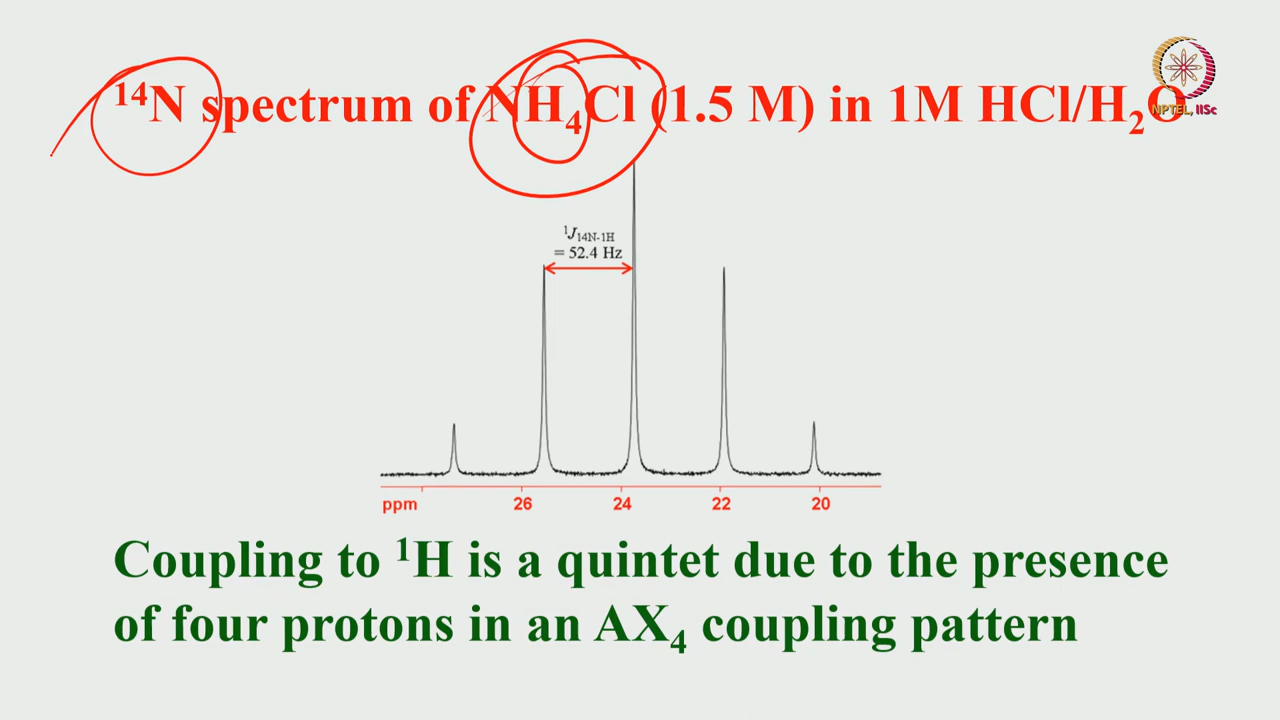 ¹⁴N spectrum of NH₄Cl (1.5 M) in 1M HCl/H₂O
NPTEL, IISc
¹J₁₄N-₁H
= 52.4 Hz
ppm 26 24 22 20
Coupling to ¹H is a quintet due to the presence
of four protons in an AX₄ coupling pattern